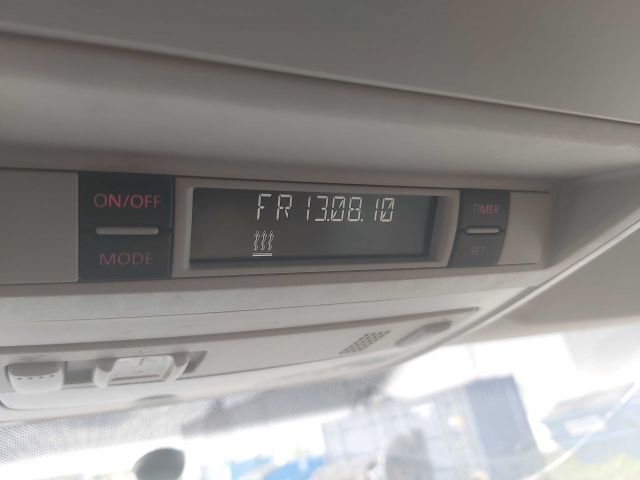 ON/OFF
FR 13.08.10
TIMER
MODE
SET